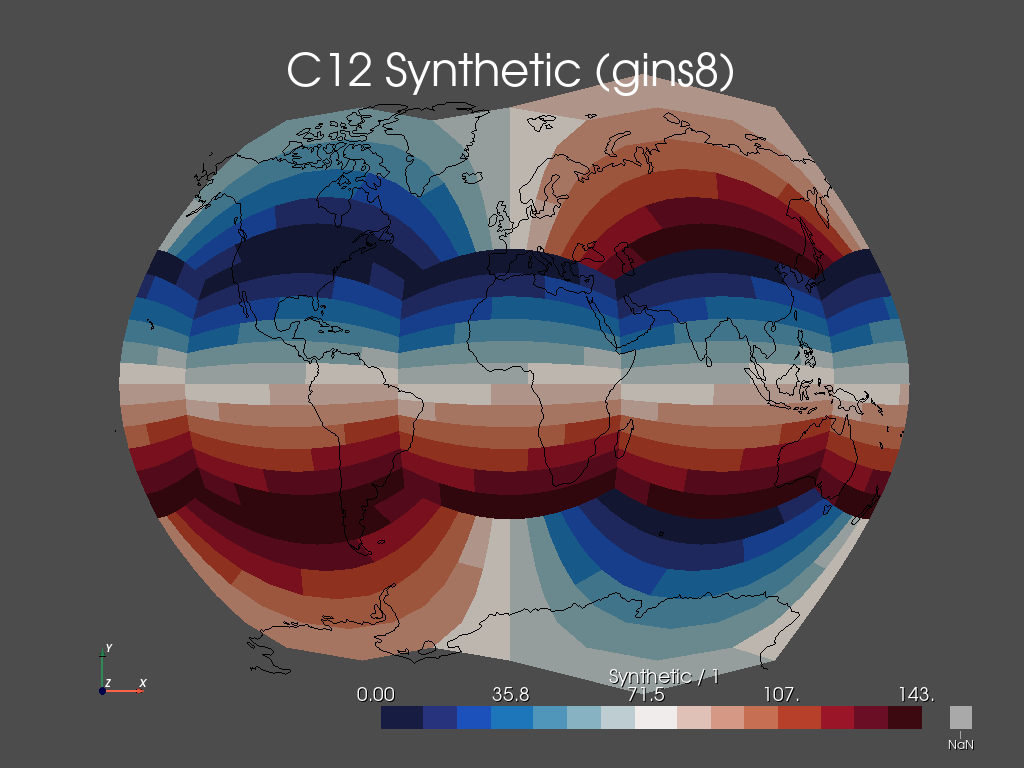 C12 Synthetic (gins8)
Synthetic / 1
0.00 35.8 71.5 107. 143.
NaN
Y
Z X